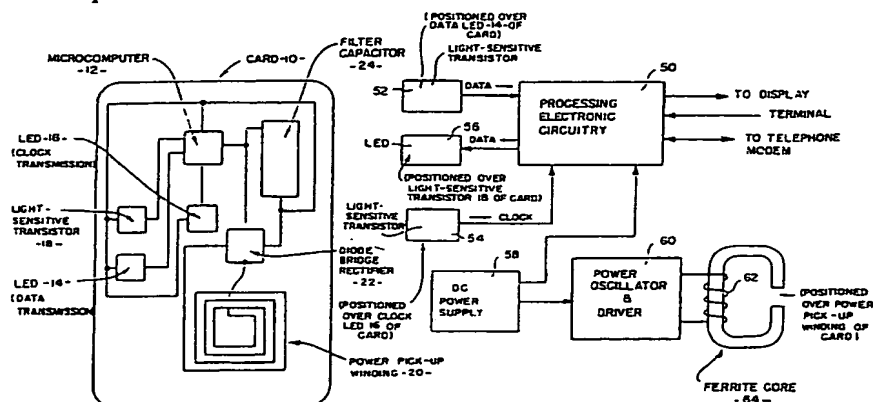 MICROCOMPUTER
-12-
CARD-10-
FILTER
CAPACITOR
-24-
LED-16-
(CLOCK
TRANSMISSION)
LIGHT-
SENSITIVE
TRANSISTOR
-18-
LED-14-
(DATA
TRANSMISSION)
DIODE
BRIDGE
RECTIFIER
-22-
POWER PICK-UP
WINDING-20-
(POSITIONED OVER
DATA LED-14-OF
CARD)
LIGHT-SENSITIVE
TRANSISTOR
52
DATA
LED
56
DATA
(POSITIONED OVER
LIGHT-SENSITIVE
TRANSISTOR 18 OF CARD)
LIGHT-
SENSITIVE
TRANSISTOR
CLOCK
54
(POSITIONED
OVER CLOCK
LED 16 OF
CARD)
50
PROCESSING
ELECTRONIC
CIRCUITRY
TO DISPLAY
TERMINAL
TO TELEPHONE
MODEM
58
DC
POWER
SUPPLY
60
POWER
OSCILLATOR
&
DRIVER
62
(POSITIONED
OVER POWER
PICK-UP
WINDING OF
CARD)
FERRITE CORE
-64-